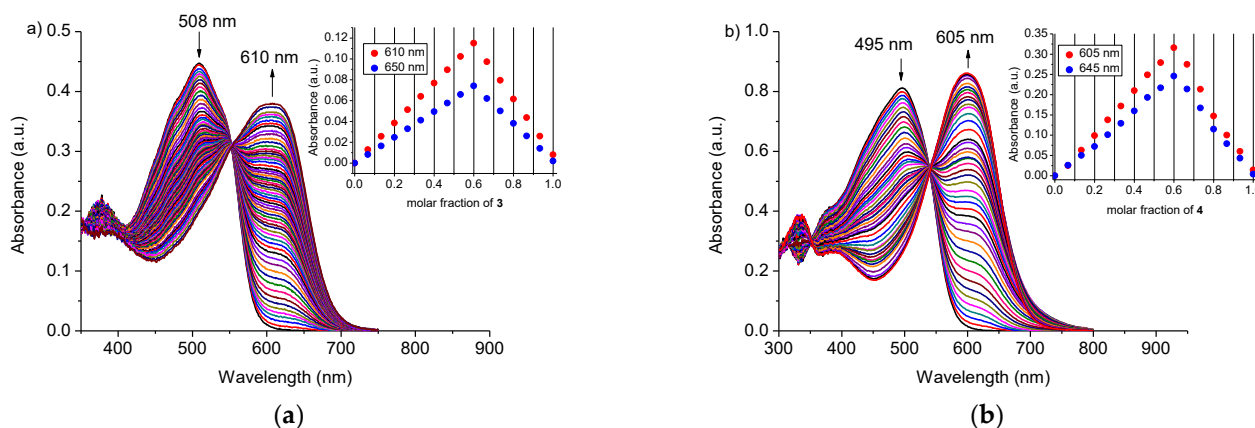 a)
508 nm
610 nm
Absorbance (a.u.)
0.5
0.4
0.3
0.2
0.1
0.0
400
500
600
700
800
900
Wavelength (nm)
Absorbance (a.u.)
0.12
0.10
0.08
0.06
0.04
0.02
0.00
610 nm
650 nm
0.0
0.2
0.4
0.6
0.8
1.0
molar fraction of 3
(a)
b)
495 nm
605 nm
Absorbance (a.u.)
1.0
0.8
0.6
0.4
0.2
0.0
300
400
500
600
700
800
900
Wavelength (nm)
Absorbance (a.u.)
0.35
0.30
0.25
0.20
0.15
0.10
0.05
0.00
605 nm
645 nm
0.0
0.2
0.4
0.6
0.8
molar fraction of 4
(b)